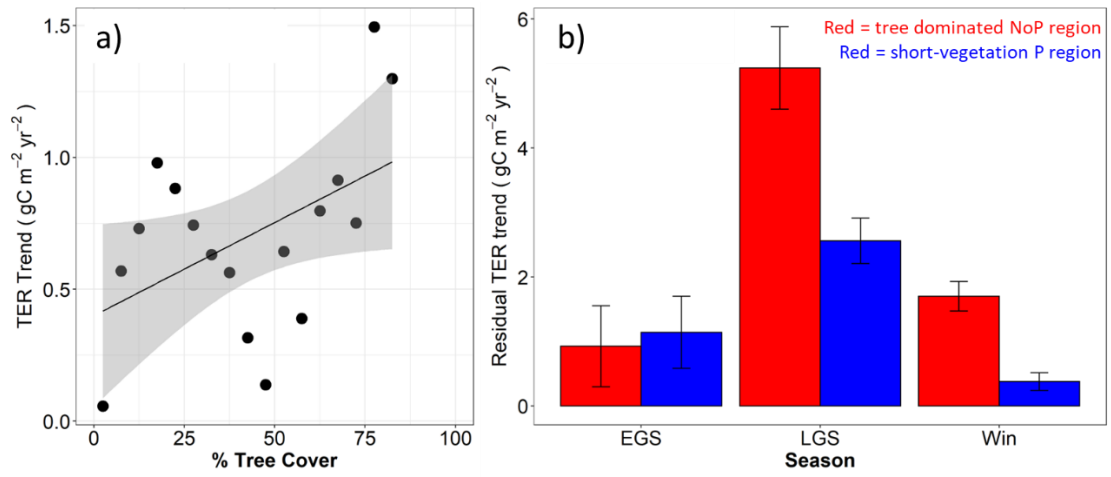 a)
TER Trend ( gC m⁻² yr⁻² )
1.5
1.0
0.5
0.0
0 25 50 75 100
% Tree Cover
b)
Red = tree dominated NoP region
Red = short-vegetation P region
Residual TER trend ( gC m⁻² yr⁻² )
6
4
2
0
EGS LGS Win
Season